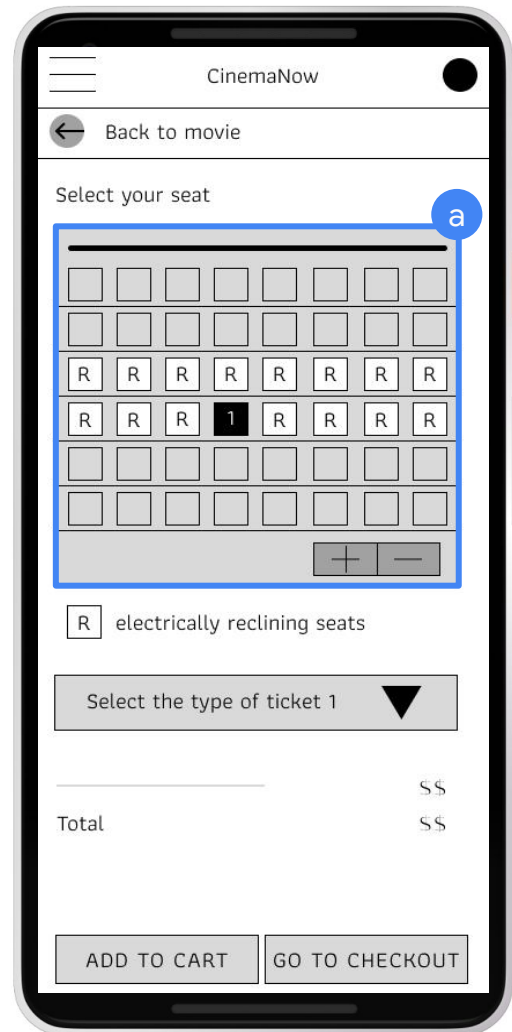 CinemaNow
Back to movie
Select your seat
a
R R R R R R R R
R R R 1 R R R R
R electrically reclining seats
Select the type of ticket 1
$$
Total $$
ADD TO CART GO TO CHECKOUT